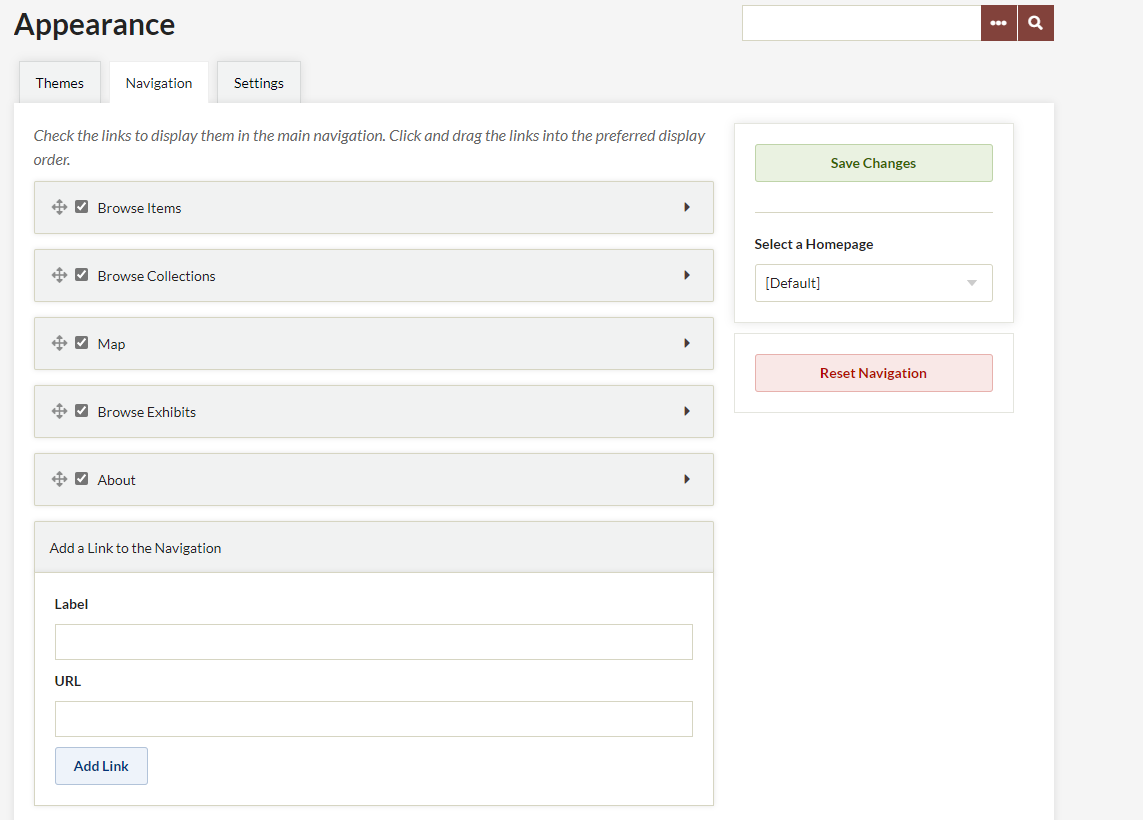 Appearance
Themes
Navigation
Settings
Check the links to display them in the main navigation. Click and drag the links into the preferred display
order.
Browse Items
Browse Collections
Map
Browse Exhibits
About
Add a Link to the Navigation
Label
URL
Add Link
Save Changes
Select a Homepage
[Default]
Reset Navigation